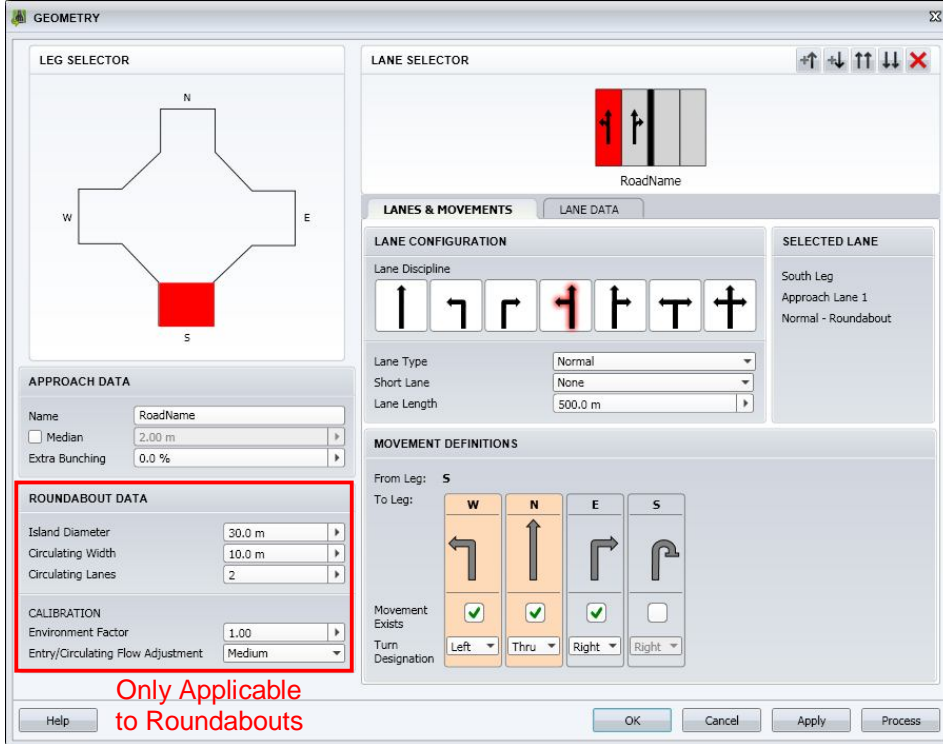 GEOMETRY
LEG SELECTOR
N
W
E
S
APPROACH DATA
Name RoadName
Median 2.00 m
Extra Bunching 0.0 %
ROUNDABOUT DATA
Island Diameter 30.0 m
Circulating Width 10.0 m
Circulating Lanes 2
CALIBRATION
Environment Factor 1.00
Entry/Circulating Flow Adjustment Medium
Only Applicable
to Roundabouts
LANE SELECTOR
RoadName
LANES & MOVEMENTS LANE DATA
LANE CONFIGURATION
Lane Discipline
Lane Type Normal
Short Lane None
Lane Length 500.0 m
SELECTED LANE
South Leg
Approach Lane 1
Normal - Roundabout
MOVEMENT DEFINITIONS
From Leg: S
To Leg: W N E S
Movement
Exists
Turn
Designation
Left Thru Right Right
Help OK Cancel Apply Process